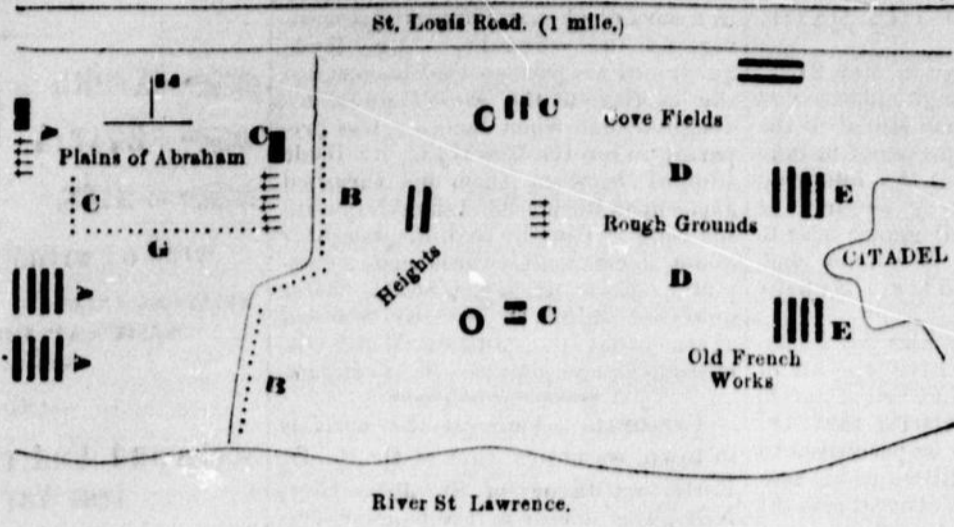 St. Louis Road. (1 mile.)
A
Plains of Abraham
C
G
A
A
C
B
B
Heights
C C
O C
Cove Fields
D
Rough Grounds
D
E
E
Old French
Works
CITADEL
River St Lawrence.